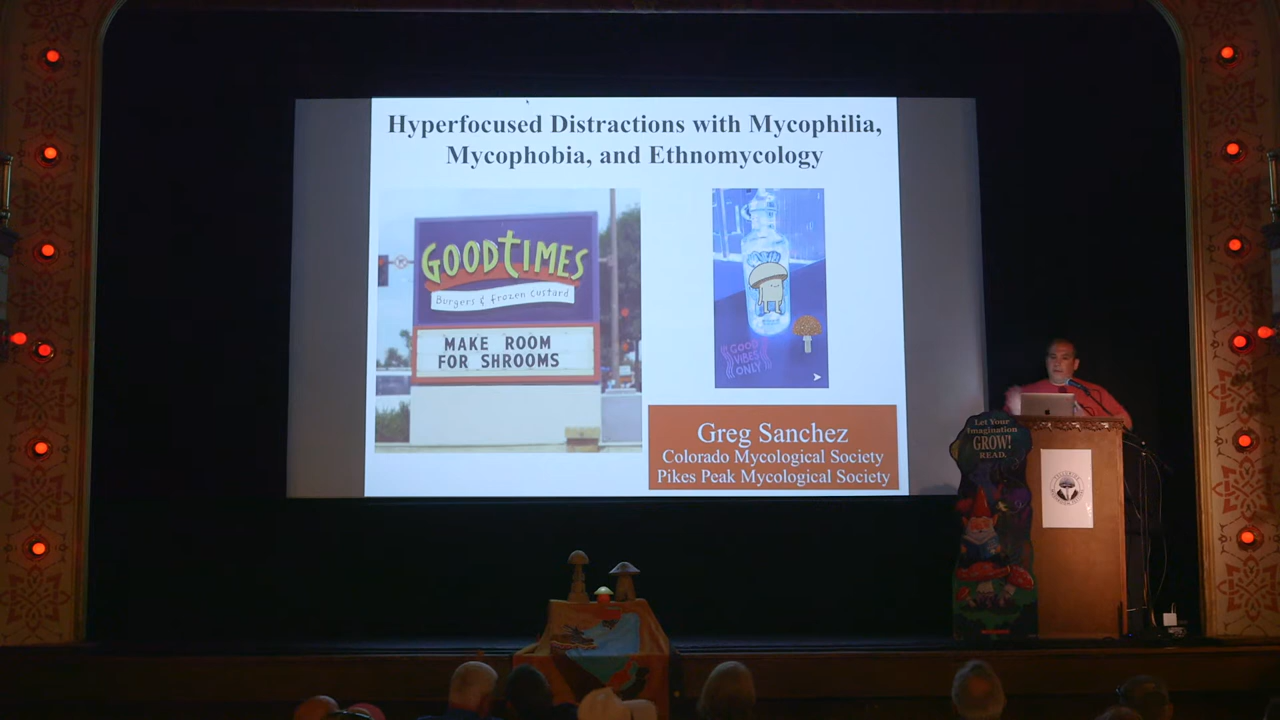 Hyperfocused Distractions with Mycophilia,
Mycophobia, and Ethnomycology
GOODTIMES
Burgers & Frozen Custard
MAKE ROOM
FOR SHROOMS
GOOD
VIBES
ONLY
Greg Sanchez
Colorado Mycological Society
Pikes Peak Mycological Society
Let Your
Imagination
GROW!
READ.